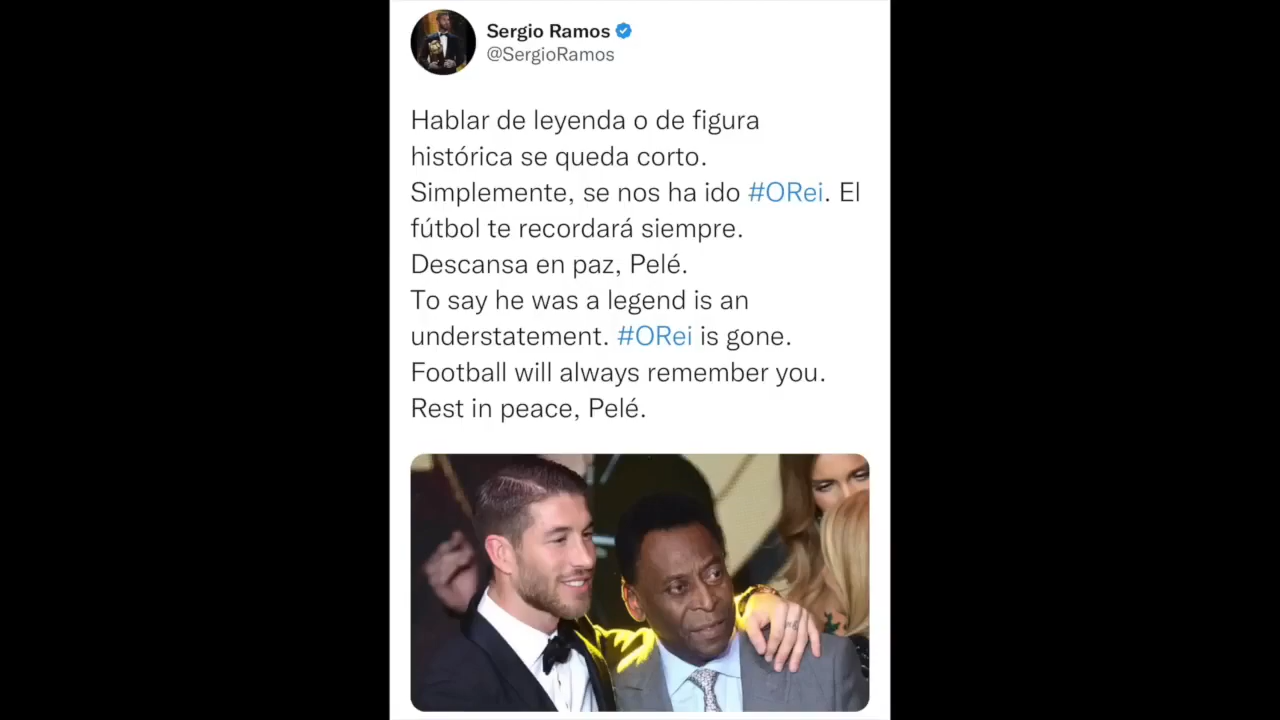 Sergio Ramos
@SergioRamos
Hablar de leyenda o de figura
histórica se queda corto.
Simplemente, se nos ha ido #ORei. El
fútbol te recordará siempre.
Descansa en paz, Pelé.
To say he was a legend is an
understatement. #ORei is gone.
Football will always remember you.
Rest in peace, Pelé.